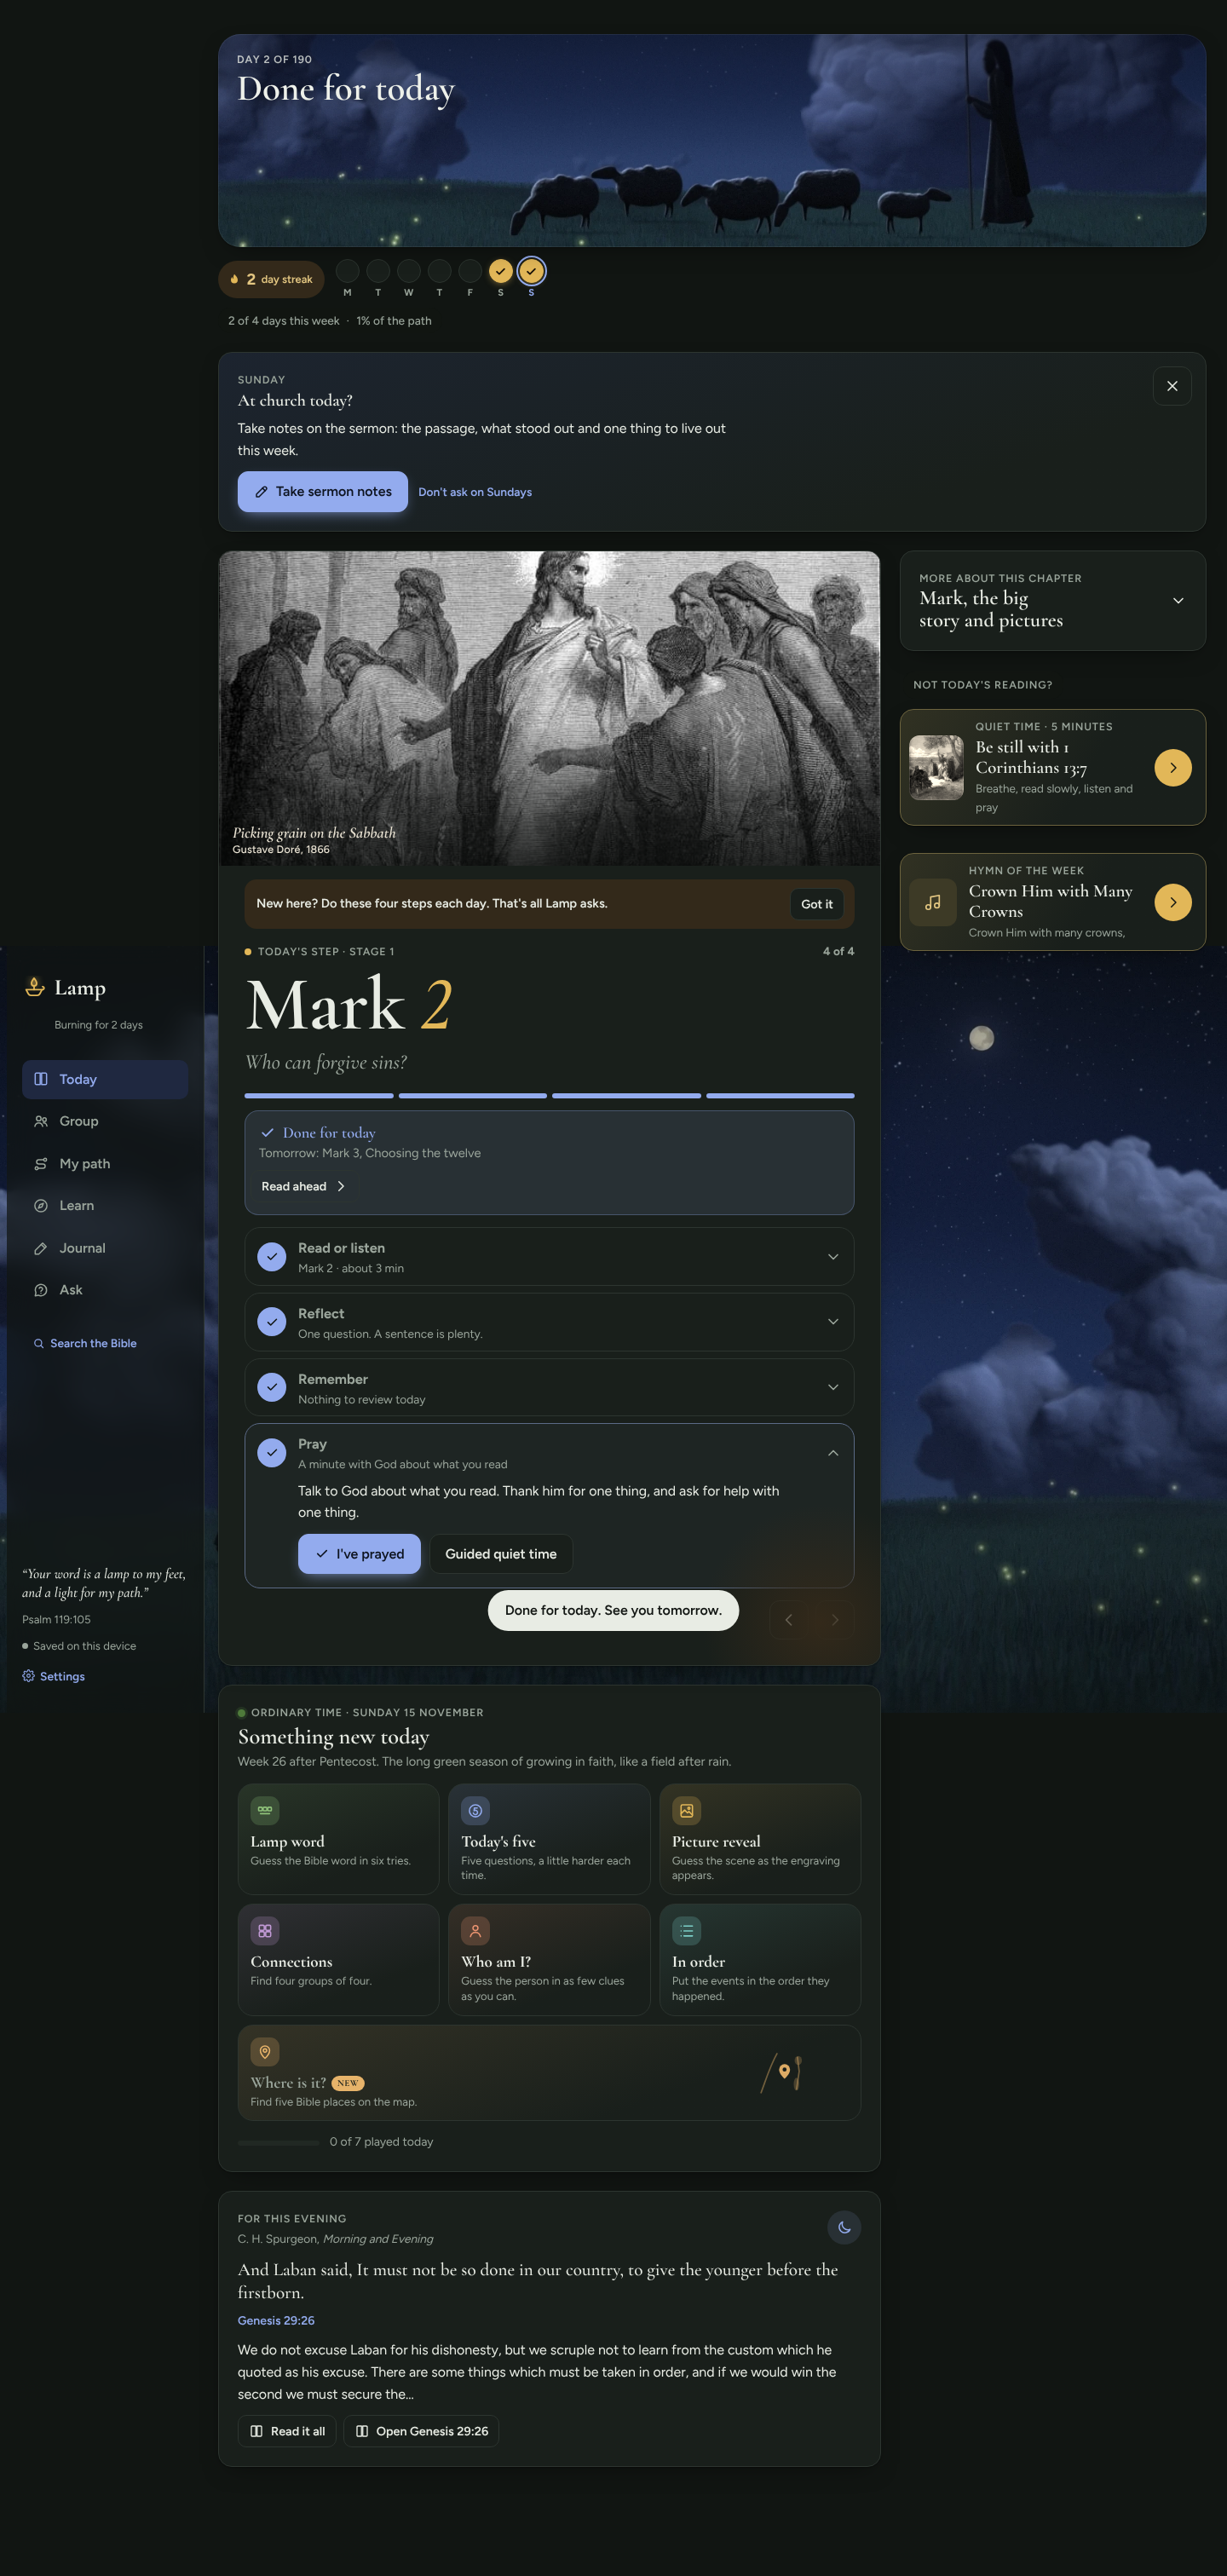 DAY 2 OF 190
Done for today
2 day streak
M T W T F S S
2 of 4 days this week · 1% of the path
SUNDAY
At church today?
Take notes on the sermon: the passage, what stood out and one thing to live out
this week.
Take sermon notes
Don't ask on Sundays
Picking grain on the Sabbath
Gustave Doré, 1866
MORE ABOUT THIS CHAPTER
Mark, the big
story and pictures
NOT TODAY'S READING?
QUIET TIME · 5 MINUTES
Be still with 1
Corinthians 13:7
Breathe, read slowly, listen and
pray
HYMN OF THE WEEK
Crown Him with Many
Crowns
Crown Him with many crowns,
New here? Do these four steps each day. That's all Lamp asks.
Got it
TODAY'S STEP · STAGE 1
4 of 4
Mark 2
Who can forgive sins?
Done for today
Tomorrow: Mark 3, Choosing the twelve
Read ahead
Read or listen
Mark 2 · about 3 min
Reflect
One question. A sentence is plenty.
Remember
Nothing to review today
Pray
A minute with God about what you read
Talk to God about what you read. Thank him for one thing, and ask for help with
one thing.
I've prayed
Guided quiet time
Done for today. See you tomorrow.
Lamp
Burning for 2 days
Today
Group
My path
Learn
Journal
Ask
Search the Bible
“Your word is a lamp to my feet,
and a light for my path.”
Psalm 119:105
Saved on this device
Settings
ORDINARY TIME · SUNDAY 15 NOVEMBER
Something new today
Week 26 after Pentecost. The long green season of growing in faith, like a field after rain.
Lamp word
Guess the Bible word in six tries.
5
Today's five
Five questions, a little harder each
time.
Picture reveal
Guess the scene as the engraving
appears.
Connections
Find four groups of four.
Who am I?
Guess the person in as few clues
as you can.
In order
Put the events in the order they
happened.
Where is it? NEW
Find five Bible places on the map.
0 of 7 played today
FOR THIS EVENING
C. H. Spurgeon, Morning and Evening
And Laban said, It must not be so done in our country, to give the younger before the
firstborn.
Genesis 29:26
We do not excuse Laban for his dishonesty, but we scruple not to learn from the custom which he
quoted as his excuse. There are some things which must be taken in order, and if we would win the
second we must secure the…
Read it all
Open Genesis 29:26